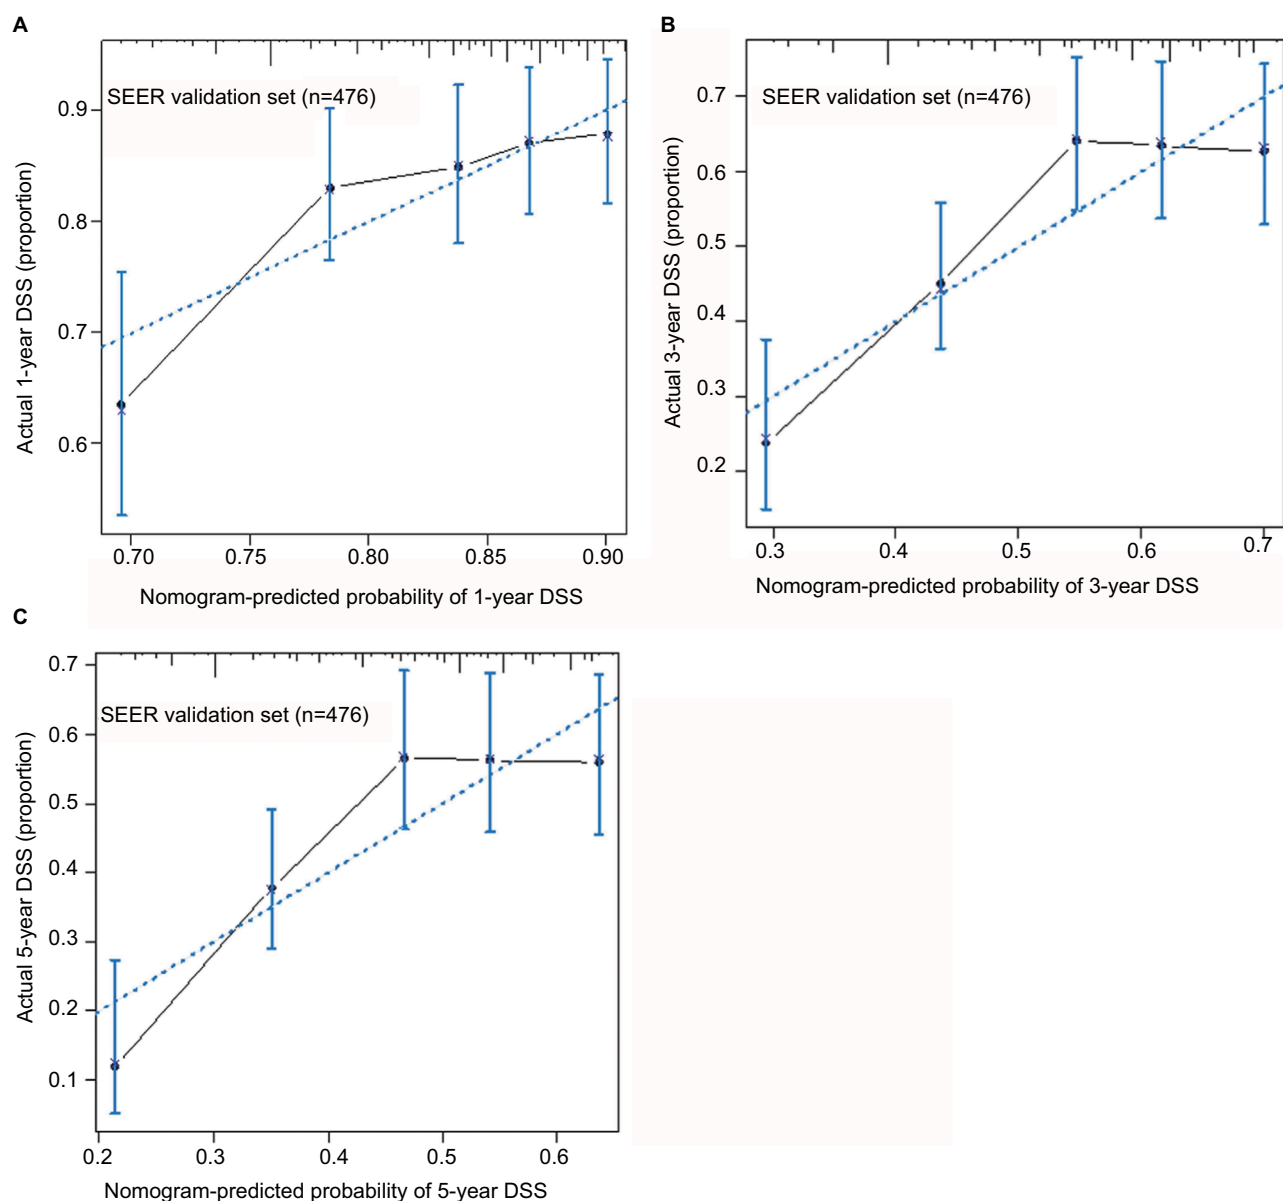 A
SEER validation set (n=476)
Actual 1-year DSS (proportion)
0.9
0.8
0.7
0.6
0.70 0.75 0.80 0.85 0.90
Nomogram-predicted probability of 1-year DSS
B
SEER validation set (n=476)
Actual 3-year DSS (proportion)
0.7
0.6
0.5
0.4
0.3
0.2
0.3 0.4 0.5 0.6 0.7
Nomogram-predicted probability of 3-year DSS
C
SEER validation set (n=476)
Actual 5-year DSS (proportion)
0.7
0.6
0.5
0.4
0.3
0.2
0.1
0.2 0.3 0.4 0.5 0.6
Nomogram-predicted probability of 5-year DSS